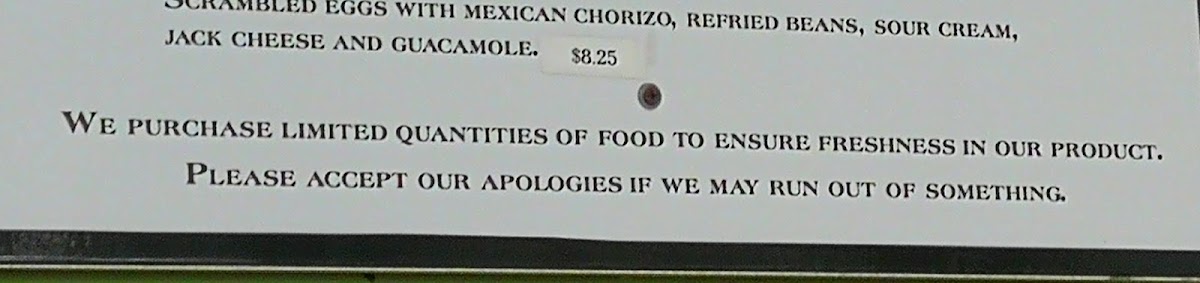 SCRAMBLED EGGS WITH MEXICAN CHORIZO, REFRIED BEANS, SOUR CREAM,
JACK CHEESE AND GUACAMOLE. $8.25
WE PURCHASE LIMITED QUANTITIES OF FOOD TO ENSURE FRESHNESS IN OUR PRODUCT.
PLEASE ACCEPT OUR APOLOGIES IF WE MAY RUN OUT OF SOMETHING.